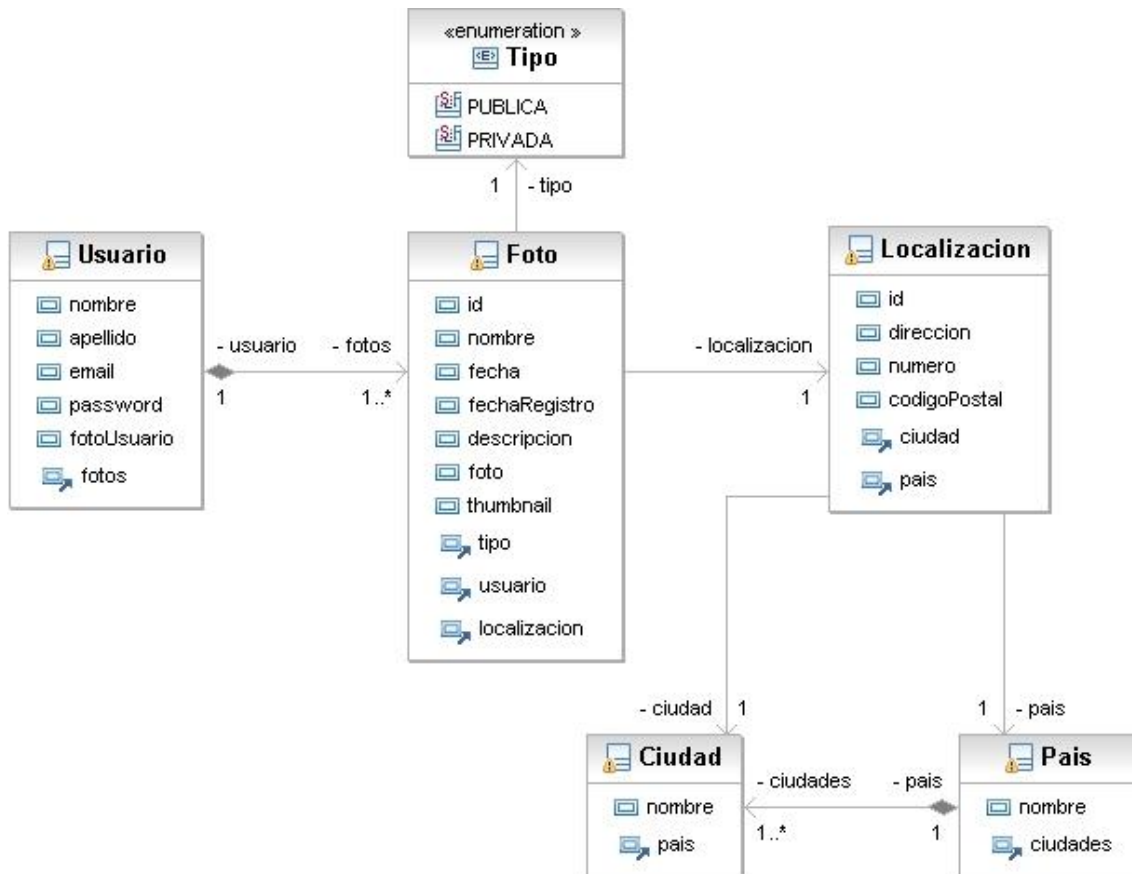 «enumeration »
Tipo
PUBLICA
PRIVADA
1 - tipo
Usuario
nombre
apellido
email
password
fotoUsuario
fotos
- usuario - fotos
1 1..*
Foto
id
nombre
fecha
fechaRegistro
descripcion
foto
thumbnail
tipo
usuario
localizacion
- localizacion
1
Localizacion
id
direccion
numero
codigoPostal
ciudad
pais
- ciudad 1
1 - pais
Ciudad
nombre
pais
- ciudades - pais
1..* 1
Pais
nombre
ciudades